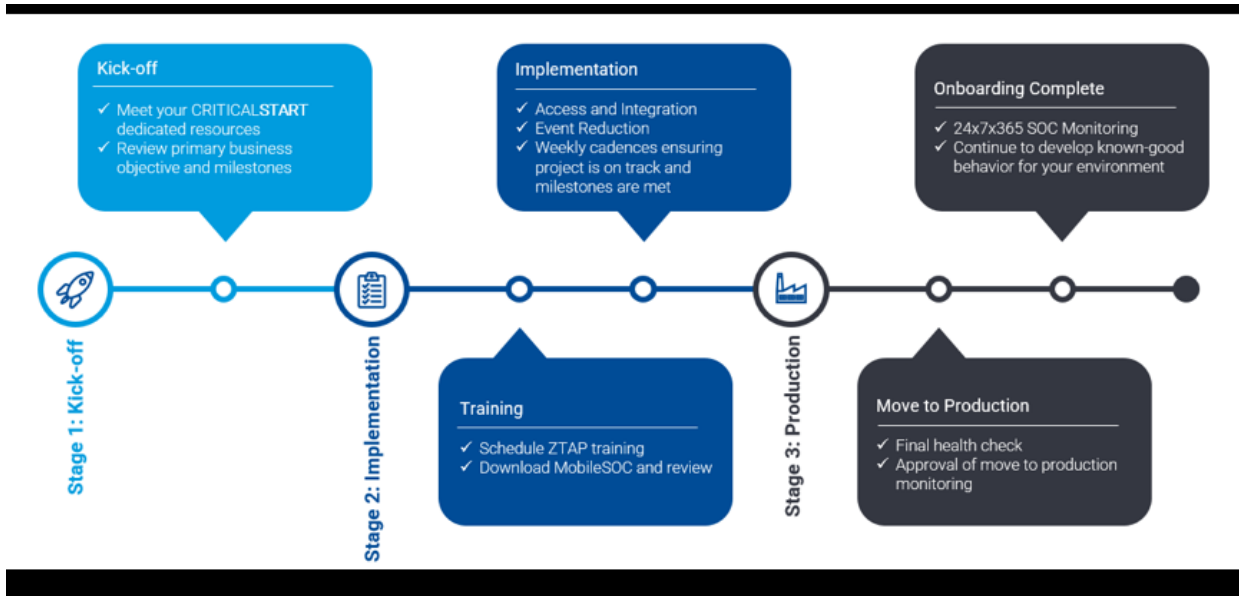 Kick-off
✓ Meet your CRITICALSTART
dedicated resources
✓ Review primary business
objective and milestones
Implementation
✓ Access and Integration
✓ Event Reduction
✓ Weekly cadences ensuring
project is on track and
milestones are met
Onboarding Complete
✓ 24x7x365 SOC Monitoring
✓ Continue to develop known-good
behavior for your environment
Stage 1: Kick-off
Stage 2: Implementation
Training
✓ Schedule ZTAP training
✓ Download MobileSOC and review
Stage 3: Production
Move to Production
✓ Final health check
✓ Approval of move to production
monitoring